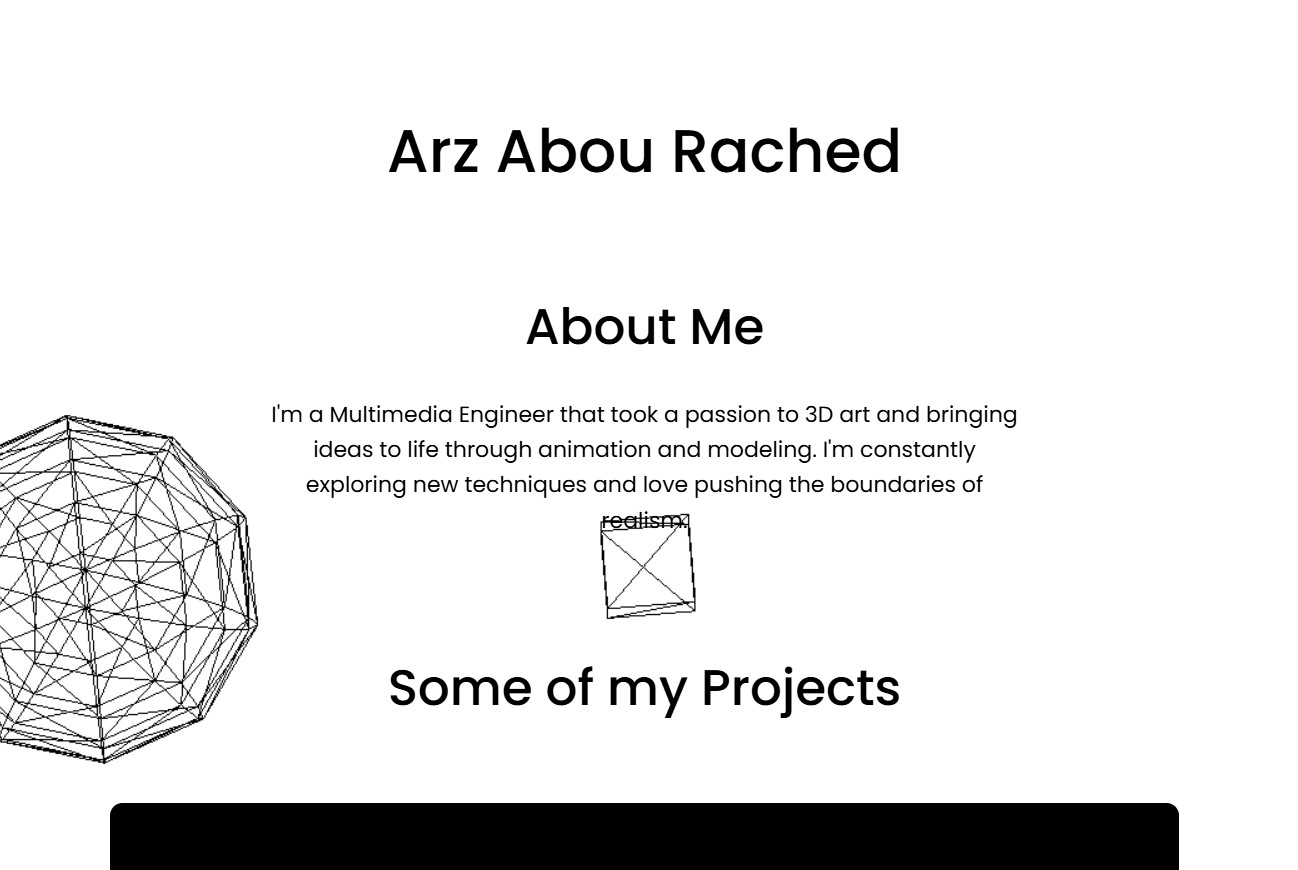 Arz Abou Rached
About Me
I'm a Multimedia Engineer that took a passion to 3D art and bringing
ideas to life through animation and modeling. I'm constantly
exploring new techniques and love pushing the boundaries of
realism.
Some of my Projects